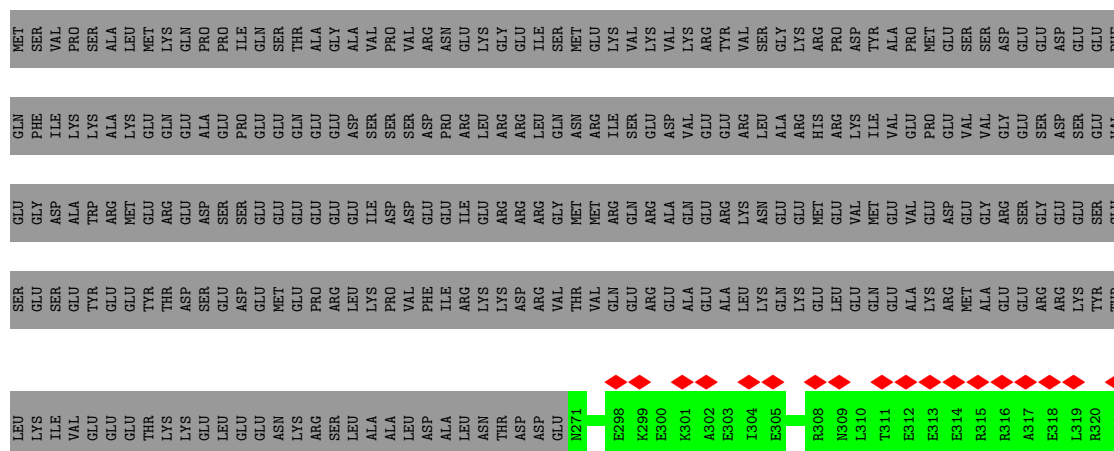 MET SER VAL PRO SER ALA LEU MET LYS GLN PRO PRO ILE GLN SER THR ALA GLY ALA VAL PRO VAL ARG ASN GLU LYS GLY GLU ILE SER MET GLU LYS VAL LYS VAL LYS ARG TYR VAL SER GLY LYS ARG PRO ASP TYR ALA PRO MET GLU SER SER ASP GLU GLU ASP GLU GLU
GLN PHE ILE LYS LYS ALA LYS GLU GLN GLU ALA GLU PRO GLU GLU GLN GLU GLU ASP SER SER SER ASP PRO ARG LEU ARG ARG LEU GLN ASN ARG ILE SER GLU ASP VAL GLU GLU ARG LEU ALA ARG HIS ARG LYS ILE VAL GLU PRO GLU VAL VAL GLY GLU SER ASP SER GLU
GLU GLY ASP ALA TRP ARG MET GLU ARG GLU ASP SER SER GLU GLU GLU GLU GLU GLU ILE ASP ASP GLU GLU ILE GLU ARG ARG ARG GLY MET MET ARG GLN ARG ALA GLN GLU ARG LYS ASN GLU GLU MET GLU VAL MET GLU VAL GLU ASP GLU GLY ARG SER GLY GLU GLU SER
SER GLU SER GLU TYR GLU GLU TYR THR ASP SER GLU ASP GLU MET GLU PRO ARG LEU LYS PRO VAL PHE ILE ARG LYS LYS ASP ARG VAL THR VAL GLN GLU ARG GLU ALA GLU ALA LEU LYS GLN LYS GLU LEU GLU GLN GLU ALA LYS ARG MET ALA GLU GLU ARG ARG LYS TYR
LEU LYS ILE VAL GLU GLU GLU THR LYS LYS GLU LEU GLU GLU ASN LYS ARG SER LEU ALA ALA LEU ASP ALA LEU ASN THR ASP ASP GLU N271 E298 K299 E300 K301 A302 E303 I304 E305 R308 N309 L310 T311 E312 E313 E314 R315 R316 A317 E318 L319 R320